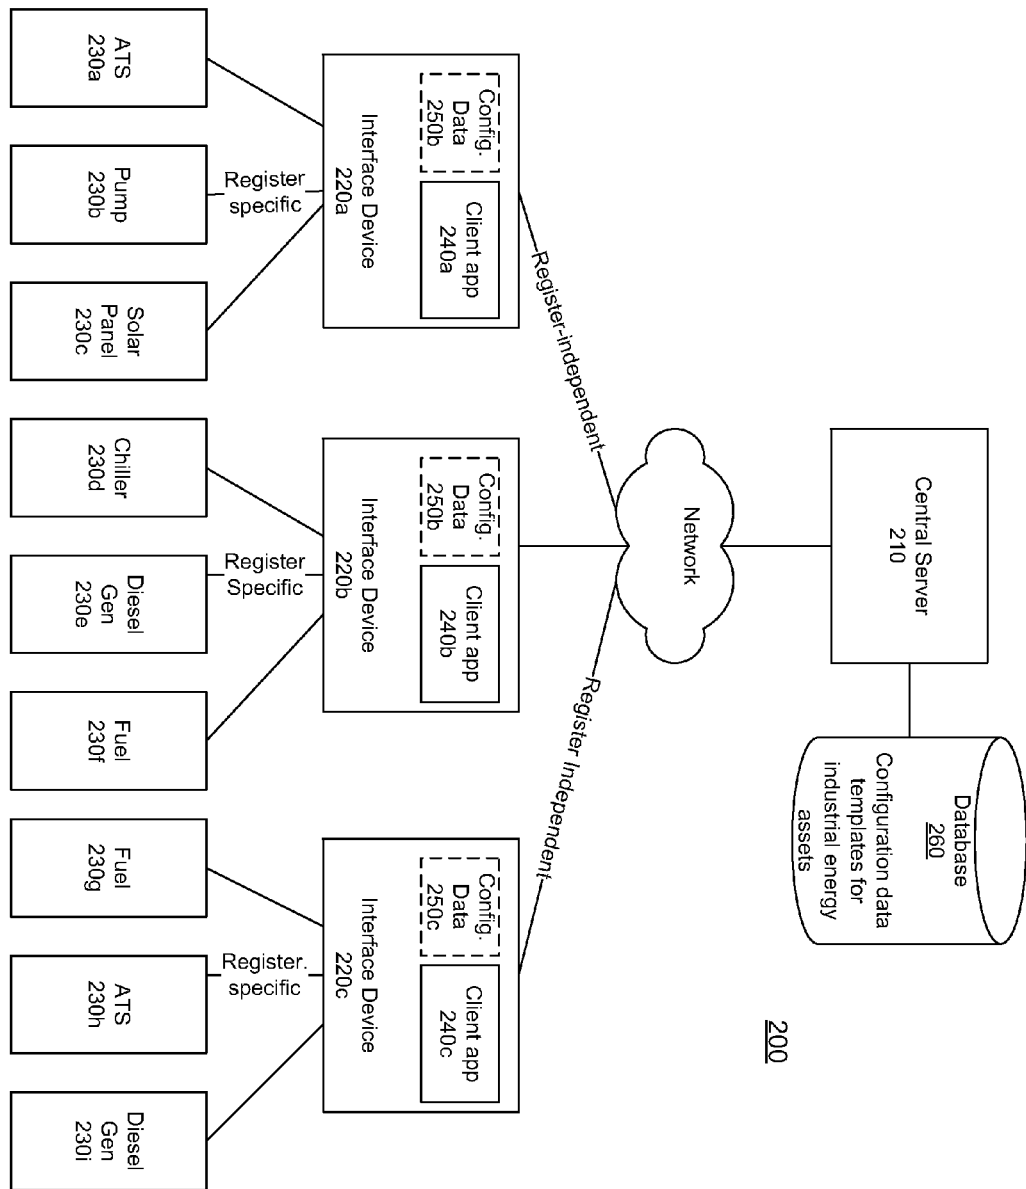 200
Central Server
210
Database
260
Configuration data
templates for
industrial energy
assets
Network
Register-independent
Register Independent
Config.
Data
250b
Client app
240a
Interface Device
220a
Config.
Data
250b
Client app
240b
Interface Device
220b
Config.
Data
250c
Client app
240c
Interface Device
220c
Register
specific
Register
Specific
Register.
specific
ATS
230a
Pump
230b
Solar
Panel
230c
Chiller
230d
Diesel
Gen
230e
Fuel
230f
Fuel
230g
ATS
230h
Diesel
Gen
230i